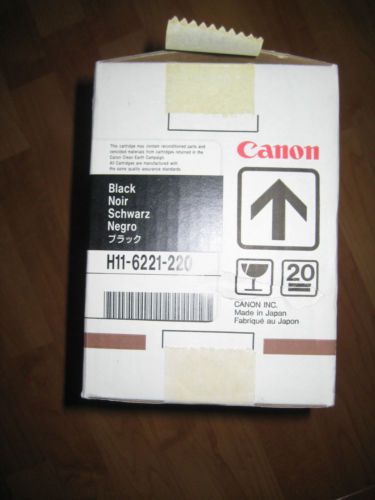 This cartridge may contain reconditioned parts and
recycled materials from cartridges returned in the
Canon Clean Earth Campaign.
All Cartridges are manufactured with
the same quality assurance standards.
Canon
Black
Noir
Schwarz
Negro
ブラック
H11-6221-220
20
CANON INC.
Made in Japan
Fabriqué au Japon